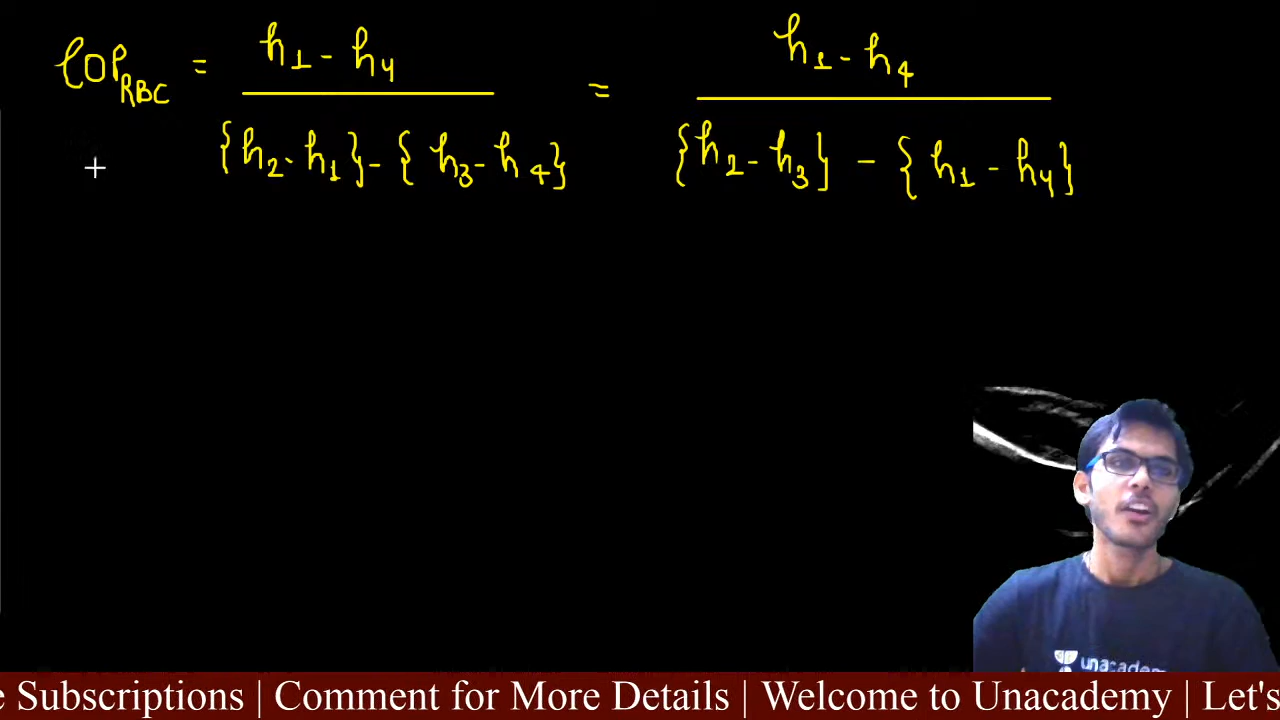 COP_RBC = h1 - h4 / {h2 - h1} - {h3 - h4} = h1 - h4 / {h2 - h3} - {h1 - h4}
unacadem
e Subscriptions | Comment for More Details | Welcome to Unacademy | Let's